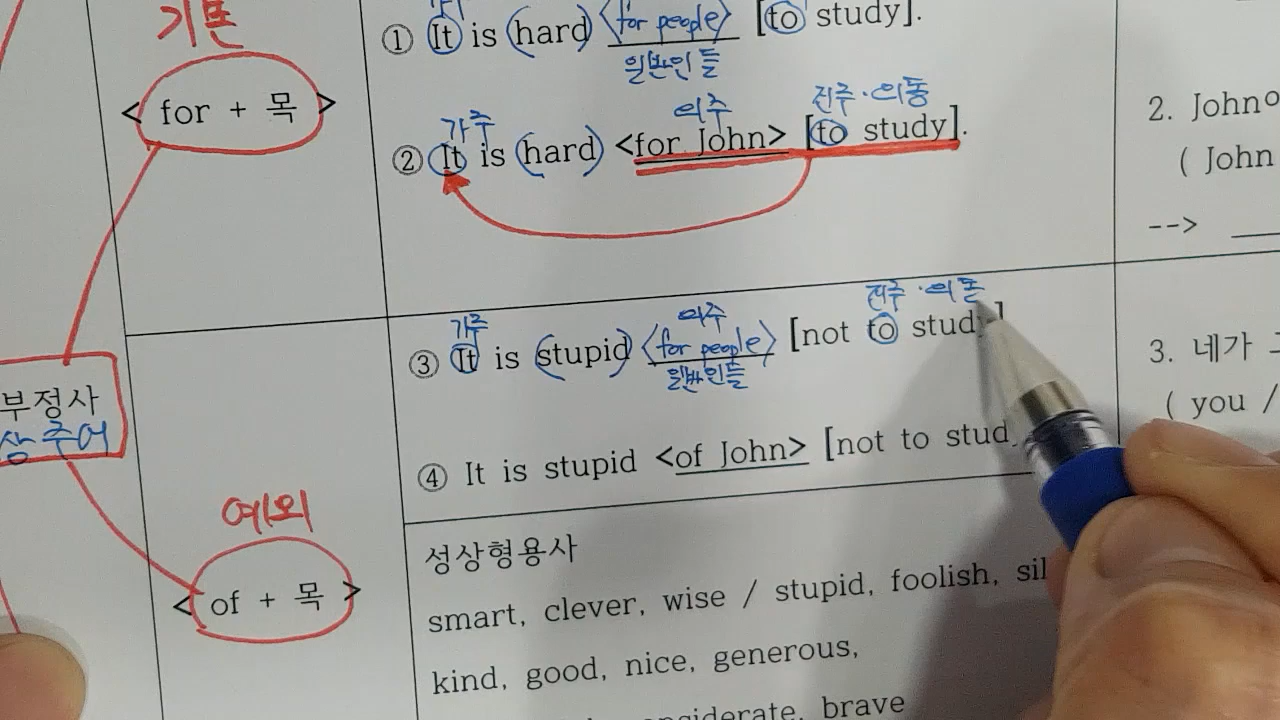 기본
< for + 목 >
① It is (hard) <for people> [to study].
일반인들
가주 의주 진주·의동
② It is (hard) <for John> [to study].
2. John
( John
-->
가주 의주 진주·의동
③ It is (stupid) <for people> [not to study]
일반인들
3. 네가
( you /
부정사
상 주어
④ It is stupid <of John> [not to stud
예외
< of + 목 >
성상형용사
smart, clever, wise / stupid, foolish, sil
kind, good, nice, generous,
brave